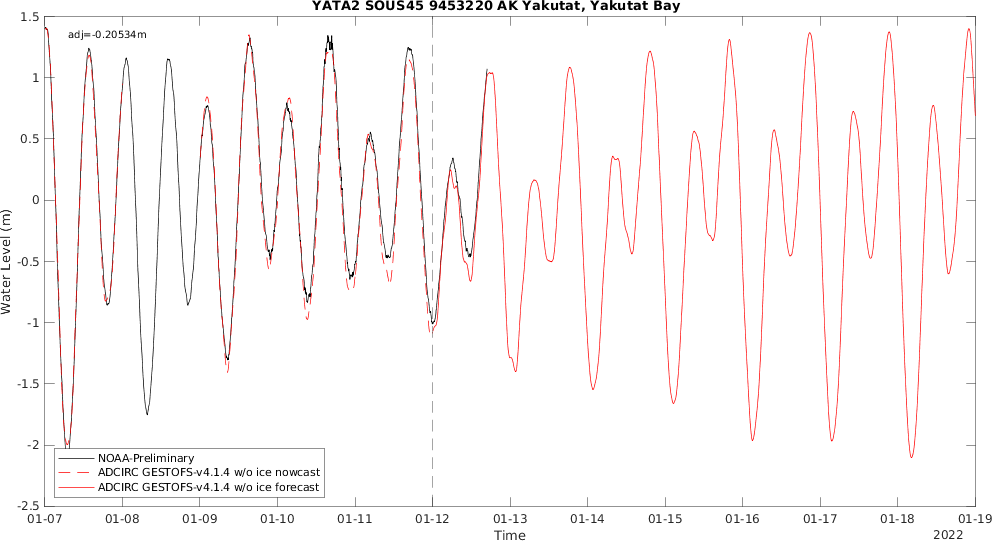 YATA2 SOUS45 9453220 AK Yakutat, Yakutat Bay
adj=-0.20534m
Water Level (m)
1.5
1
0.5
0
-0.5
-1
-1.5
-2
-2.5
NOAA-Preliminary
ADCIRC GESTOFS-v4.1.4 w/o ice nowcast
ADCIRC GESTOFS-v4.1.4 w/o ice forecast
01-07 01-08 01-09 01-10 01-11 01-12 01-13 01-14 01-15 01-16 01-17 01-18 01-19
Time
2022